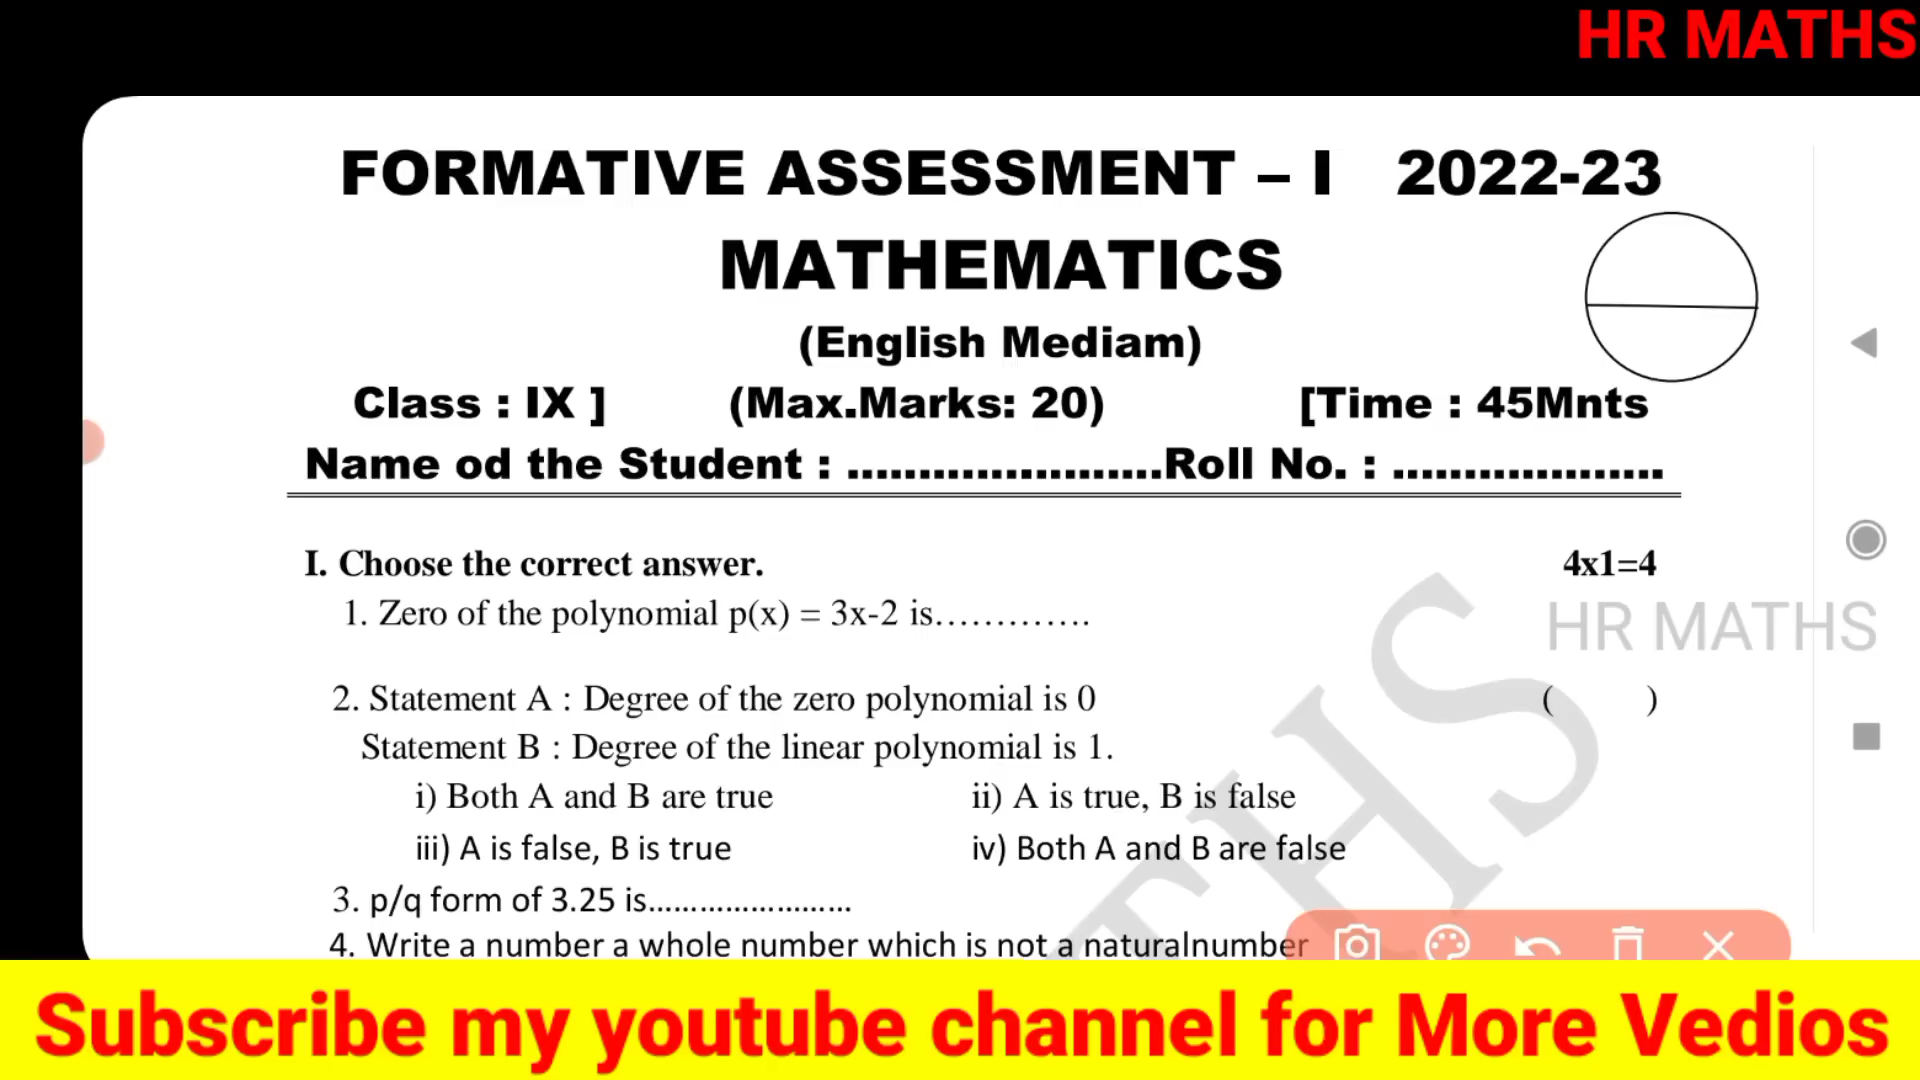 HR MATHS
FORMATIVE ASSESSMENT – I 2022-23
MATHEMATICS
(English Mediam)
Class : IX ] (Max.Marks: 20) [Time : 45Mnts
Name od the Student : ......................Roll No. : ...................
I. Choose the correct answer. 4x1=4
1. Zero of the polynomial p(x) = 3x-2 is.............
HR MATHS
2. Statement A : Degree of the zero polynomial is 0 ( )
Statement B : Degree of the linear polynomial is 1.
i) Both A and B are true ii) A is true, B is false
iii) A is false, B is true iv) Both A and B are false
3. p/q form of 3.25 is........................
4. Write a number a whole number which is not a naturalnumber
THS
Subscribe my youtube channel for More Vedios